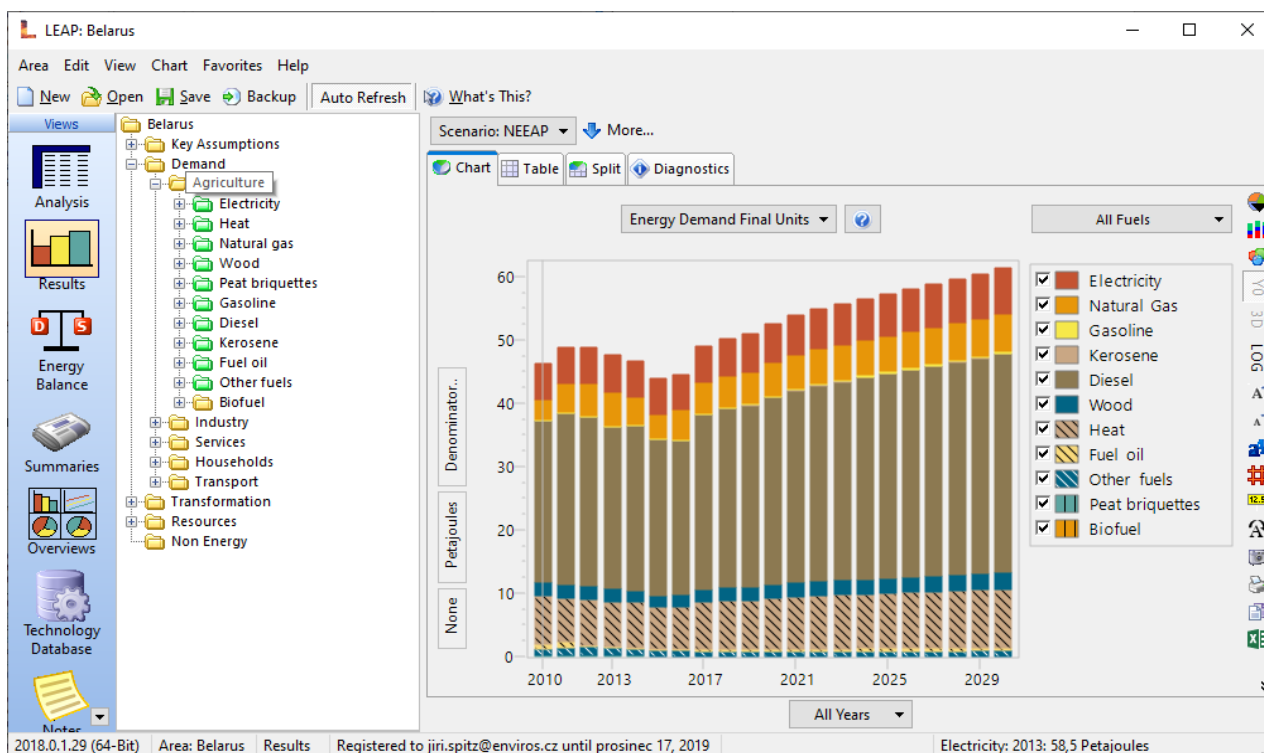 LEAP: Belarus
Area Edit View Chart Favorites Help
New Open Save Backup Auto Refresh What's This?
Views
Analysis
Results
Energy
Balance
Summaries
Overviews
Technology
Database
Notes
Belarus
Key Assumptions
Demand
Agriculture
Electricity
Heat
Natural gas
Wood
Peat briquettes
Gasoline
Diesel
Kerosene
Fuel oil
Other fuels
Biofuel
Industry
Services
Households
Transport
Transformation
Resources
Non Energy
Scenario: NEEAP More...
Chart Table Split Diagnostics
Energy Demand Final Units
All Fuels
Denominator..
Petajoules
None
60
50
40
30
20
10
0
2010 2013 2017 2021 2025 2029
All Years
Electricity
Natural Gas
Gasoline
Kerosene
Diesel
Wood
Heat
Fuel oil
Other fuels
Peat briquettes
Biofuel
Y0
3D
LOG
2018.0.1.29 (64-Bit) Area: Belarus Results Registered to jiri.spitz@enviros.cz until prosinec 17, 2019 Electricity: 2013: 58,5 Petajoules